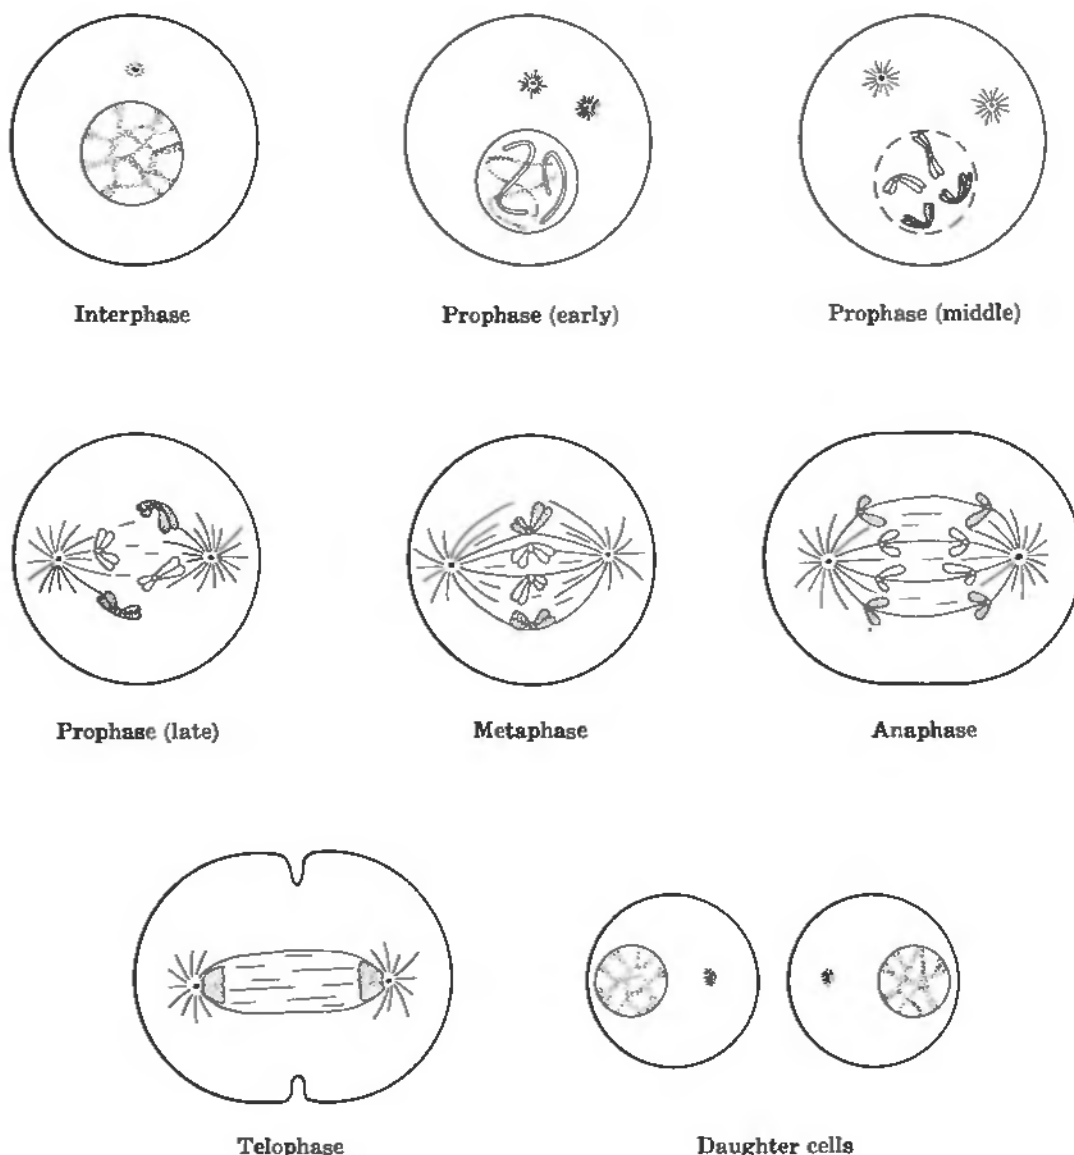 Interphase
Prophase (early)
Prophase (middle)
Prophase (late)
Metaphase
Anaphase
Telophase
Daughter cells